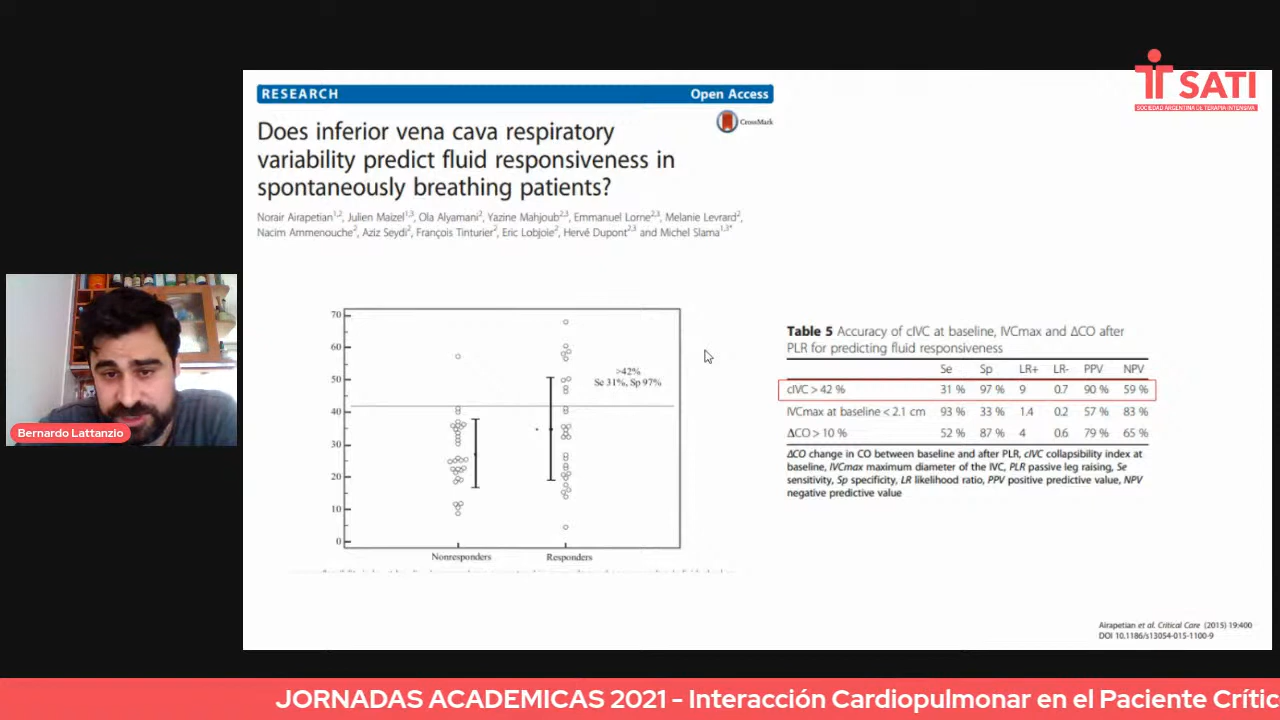 SATI
SOCIEDAD ARGENTINA DE TERAPIA INTENSIVA
RESEARCH Open Access
CrossMark
Does inferior vena cava respiratory
variability predict fluid responsiveness in
spontaneously breathing patients?
Norair Airapetian1,2, Julien Maizel1,3, Ola Alyamani2, Yazine Mahjoub2,3, Emmanuel Lorne2,3, Melanie Levrard2,
Nacim Ammenouche2, Aziz Seydi2, François Tinturier2, Eric Lobjoie2, Hervé Dupont2,3 and Michel Slama1,3*
70
60
50
40
30
20
10
0
>42%
Se 31%, Sp 97%
Nonresponders Responders
Table 5 Accuracy of cIVC at baseline, IVCmax and ΔCO after
PLR for predicting fluid responsiveness
Se Sp LR+ LR- PPV NPV
cIVC > 42 % 31 % 97 % 9 0.7 90 % 59 %
IVCmax at baseline < 2.1 cm 93 % 33 % 1.4 0.2 57 % 83 %
ΔCO > 10 % 52 % 87 % 4 0.6 79 % 65 %
ΔCO change in CO between baseline and after PLR, cIVC collapsibility index at
baseline, IVCmax maximum diameter of the IVC, PLR passive leg raising, Se
sensitivity, Sp specificity, LR likelihood ratio, PPV positive predictive value, NPV
negative predictive value
Bernardo Lattanzio
Airapetian et al. Critical Care (2015) 19:400
DOI 10.1186/s13054-015-1100-9
JORNADAS ACADEMICAS 2021 - Interacción Cardiopulmonar en el Paciente Crític